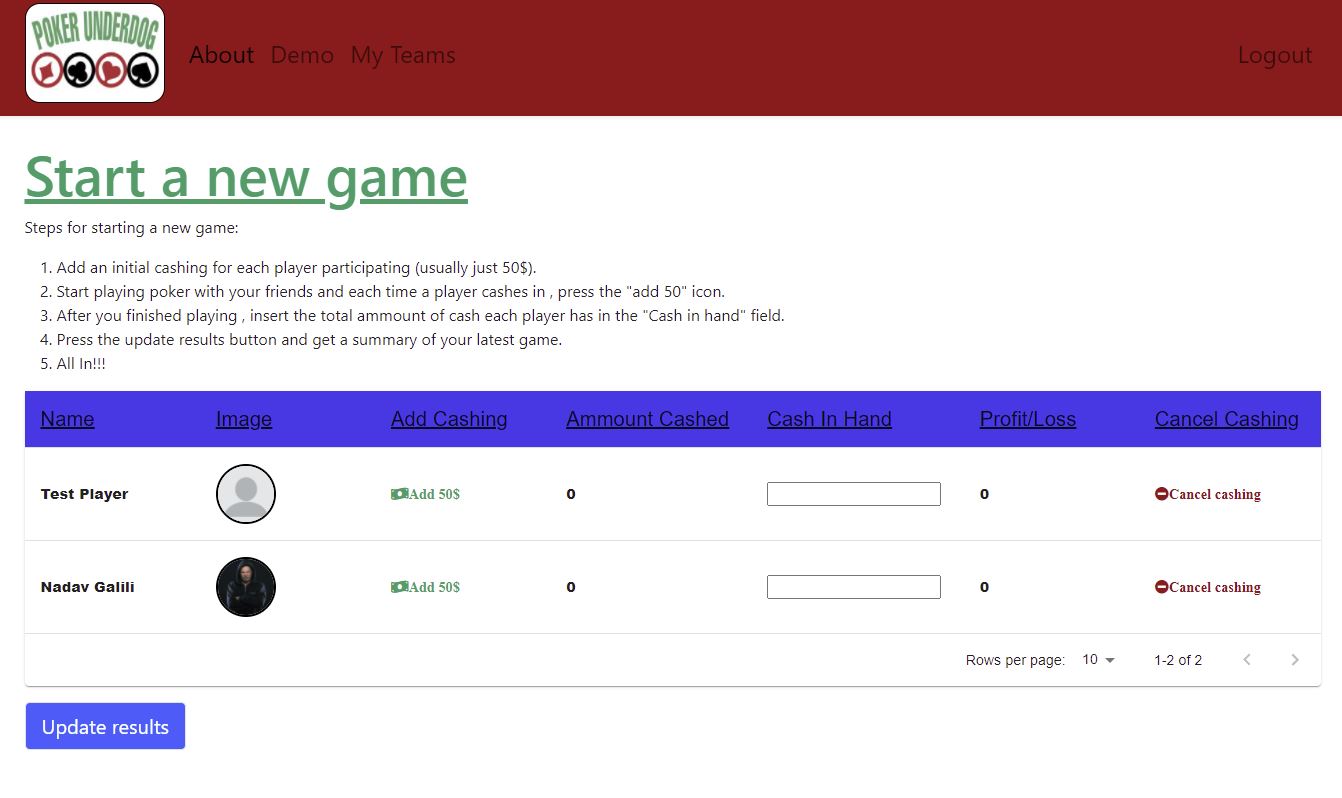 POKER UNDERDOG
About Demo My Teams Logout
Start a new game
Steps for starting a new game:
1. Add an initial cashing for each player participating (usually just 50$).
2. Start playing poker with your friends and each time a player cashes in , press the "add 50" icon.
3. After you finished playing , insert the total ammount of cash each player has in the "Cash in hand" field.
4. Press the update results button and get a summary of your latest game.
5. All In!!!
Name Image Add Cashing Ammount Cashed Cash In Hand Profit/Loss Cancel Cashing
Test Player Add 50$ 0 0 Cancel cashing
Nadav Galili Add 50$ 0 0 Cancel cashing
Rows per page: 10 1-2 of 2
Update results